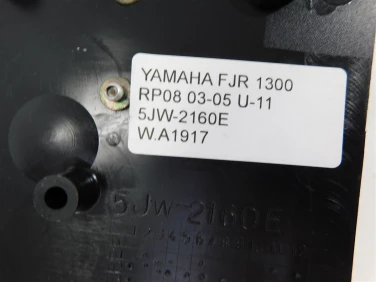 YAMAHA FJR 1300
RP08 03-05 U-11
5JW-2160E
W.A1917
5JW-2160E